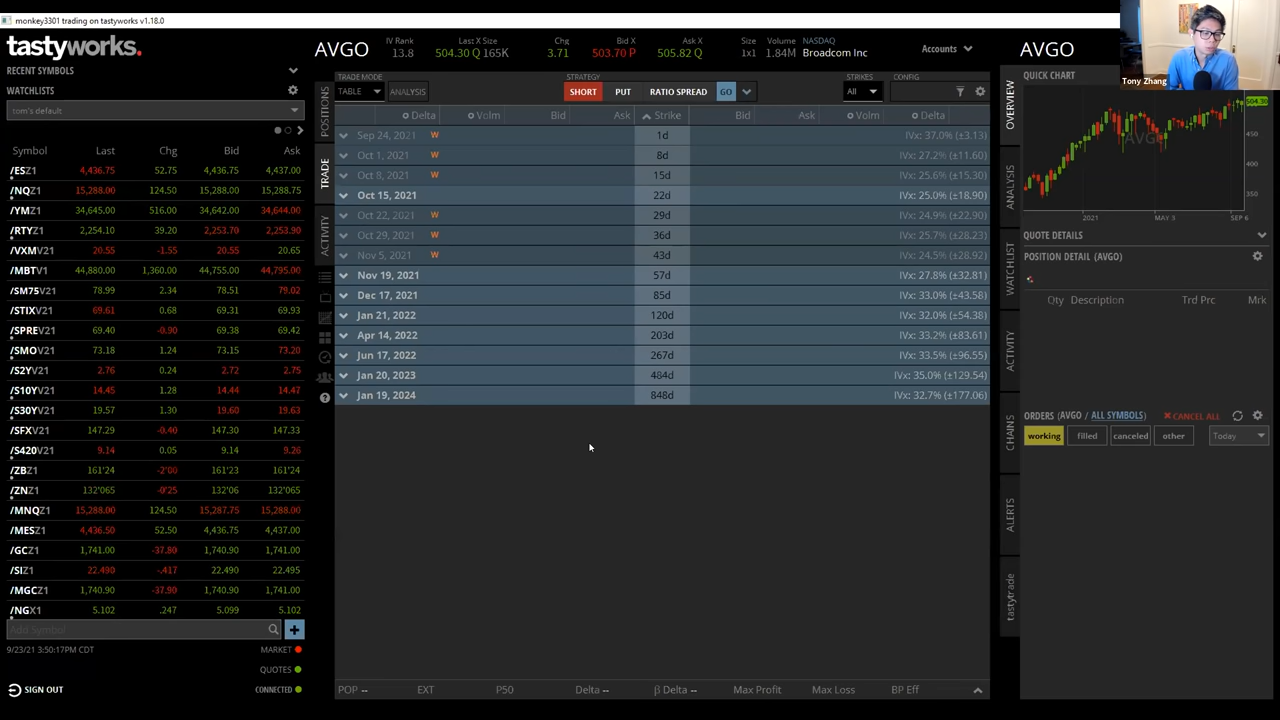 monkey3301 trading on tastyworks v1.18.0
tastyworks.
AVGO
IV Rank Last X Size Chg Bid X Ask X Size Volume NASDAQ
13.8 504.30 Q 165K 3.71 503.70 P 505.82 Q 1x1 1.84M Broadcom Inc
Accounts
AVGO
Tony Zhang
RECENT SYMBOLS
WATCHLISTS
tom's default
Symbol Last Chg Bid Ask
/ESZ1 4,436.75 52.75 4,436.75 4,437.00
/NQZ1 15,288.00 124.50 15,288.00 15,288.75
/YMZ1 34,645.00 516.00 34,642.00 34,644.00
/RTYZ1 2,254.10 39.20 2,253.70 2,253.90
/VXMV21 20.55 -1.55 20.55 20.65
/MBTV1 44,880.00 1,360.00 44,755.00 44,795.00
/SM75V21 78.99 2.34 78.51 79.02
/STIXV21 69.61 0.68 69.31 69.93
/SPREV21 69.40 -0.90 69.38 69.42
/SMOV21 73.18 1.24 73.15 73.20
/S2YV21 2.76 0.24 2.72 2.75
/S10YV21 14.45 1.28 14.44 14.47
/S30YV21 19.57 1.30 19.60 19.63
/SFXV21 147.29 -0.40 147.30 147.33
/S420V21 9.14 0.05 9.14 9.26
/ZBZ1 161'24 -2'00 161'23 161'24
/ZNZ1 132'065 -0'25 132'06 132'065
/MNQZ1 15,288.00 124.50 15,287.75 15,288.00
/MESZ1 4,436.50 52.50 4,436.75 4,437.00
/GCZ1 1,741.00 -37.80 1,740.90 1,741.00
/SIZ1 22.490 -.417 22.490 22.495
/MGCZ1 1,740.90 -37.90 1,740.90 1,741.00
/NGX1 5.102 .247 5.099 5.102
Add Symbol
9/23/21 3:50:17PM CDT MARKET
QUOTES
SIGN OUT CONNECTED
POSITIONS
TRADE
ACTIVITY
TRADE MODE STRATEGY STRIKES CONFIG
TABLE ANALYSIS SHORT PUT RATIO SPREAD GO All
Delta Volm Bid Ask Strike Bid Ask Volm Delta
Sep 24, 2021 W 1d IVx: 37.0% (±3.13)
Oct 1, 2021 W 8d IVx: 27.2% (±11.60)
Oct 8, 2021 W 15d IVx: 25.6% (±15.30)
Oct 15, 2021 22d IVx: 25.0% (±18.90)
Oct 22, 2021 W 29d IVx: 24.9% (±22.90)
Oct 29, 2021 W 36d IVx: 25.7% (±28.23)
Nov 5, 2021 W 43d IVx: 24.5% (±28.92)
Nov 19, 2021 57d IVx: 27.8% (±32.81)
Dec 17, 2021 85d IVx: 33.0% (±43.58)
Jan 21, 2022 120d IVx: 32.0% (±54.38)
Apr 14, 2022 203d IVx: 33.2% (±83.61)
Jun 17, 2022 267d IVx: 33.5% (±96.55)
Jan 20, 2023 484d IVx: 35.0% (±129.54)
Jan 19, 2024 848d IVx: 32.7% (±177.06)
POP -- EXT P50 Delta -- β Delta -- Max Profit Max Loss BP Eff
OVERVIEW
ANALYSIS
WATCHLIST
ACTIVITY
CHAINS
ALERTS
tastytrade
QUICK CHART
AVGO
504.30
450
400
350
2021 MAY 3 SEP 6
QUOTE DETAILS
POSITION DETAIL (AVGO)
Qty Description Trd Prc Mrk
ORDERS (AVGO / ALL SYMBOLS) CANCEL ALL
working filled canceled other Today